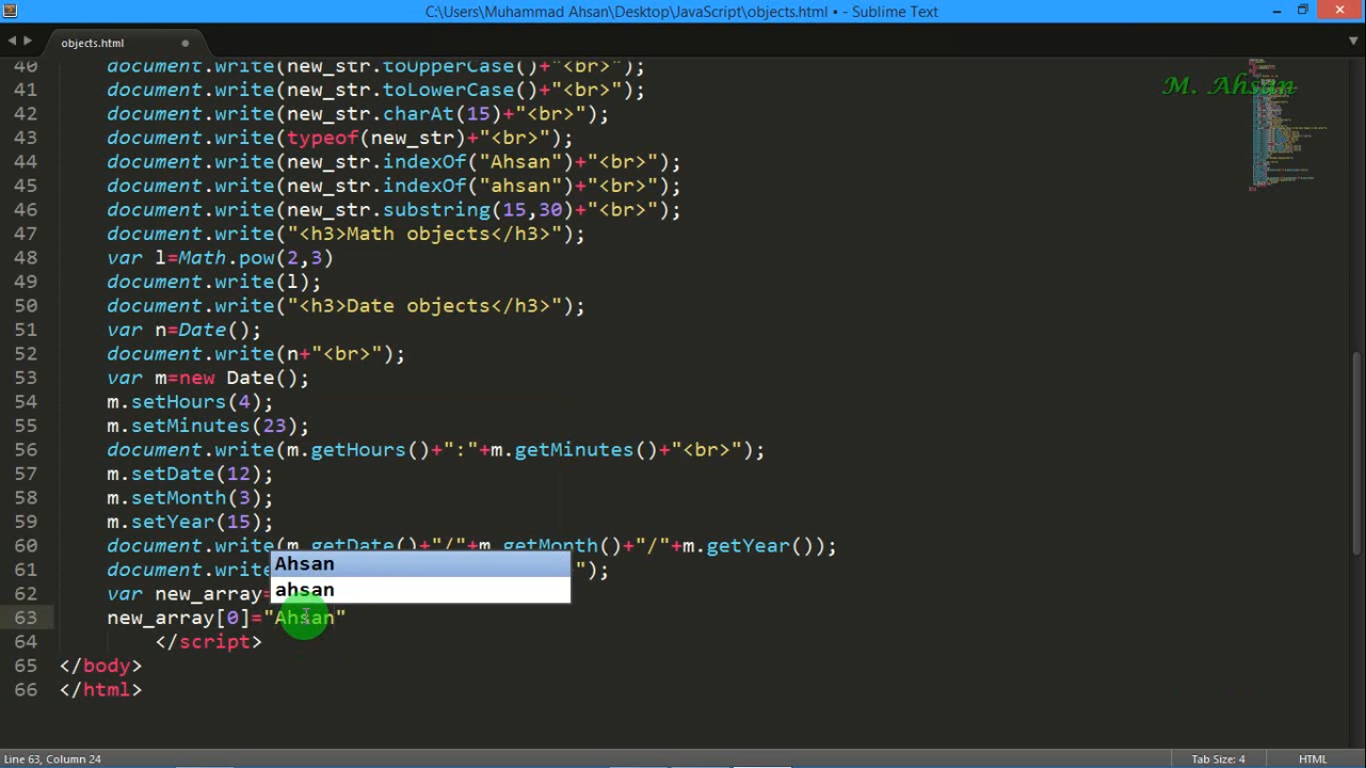 C:\Users\Muhammad Ahsan\Desktop\JavaScript\objects.html • - Sublime Text
objects.html
M. Ahsan
40 document.write(new_str.toUpperCase()+"<br>");
41 document.write(new_str.toLowerCase()+"<br>");
42 document.write(new_str.charAt(15)+"<br>");
43 document.write(typeof(new_str)+"<br>");
44 document.write(new_str.indexOf("Ahsan")+"<br>");
45 document.write(new_str.indexOf("ahsan")+"<br>");
46 document.write(new_str.substring(15,30)+"<br>");
47 document.write("<h3>Math objects</h3>");
48 var l=Math.pow(2,3)
49 document.write(l);
50 document.write("<h3>Date objects</h3>");
51 var n=Date();
52 document.write(n+"<br>");
53 var m=new Date();
54 m.setHours(4);
55 m.setMinutes(23);
56 document.write(m.getHours()+":"+m.getMinutes()+"<br>");
57 m.setDate(12);
58 m.setMonth(3);
59 m.setYear(15);
60 document.write(m.getDate()+"/"+m.getMonth()+"/"+m.getYear());
61 document.write ");
Ahsan
ahsan
62 var new_array=
63 new_array[0]="Ahsan"
64 </script>
65 </body>
66 </html>
Line 63, Column 24
Tab Size: 4
HTML